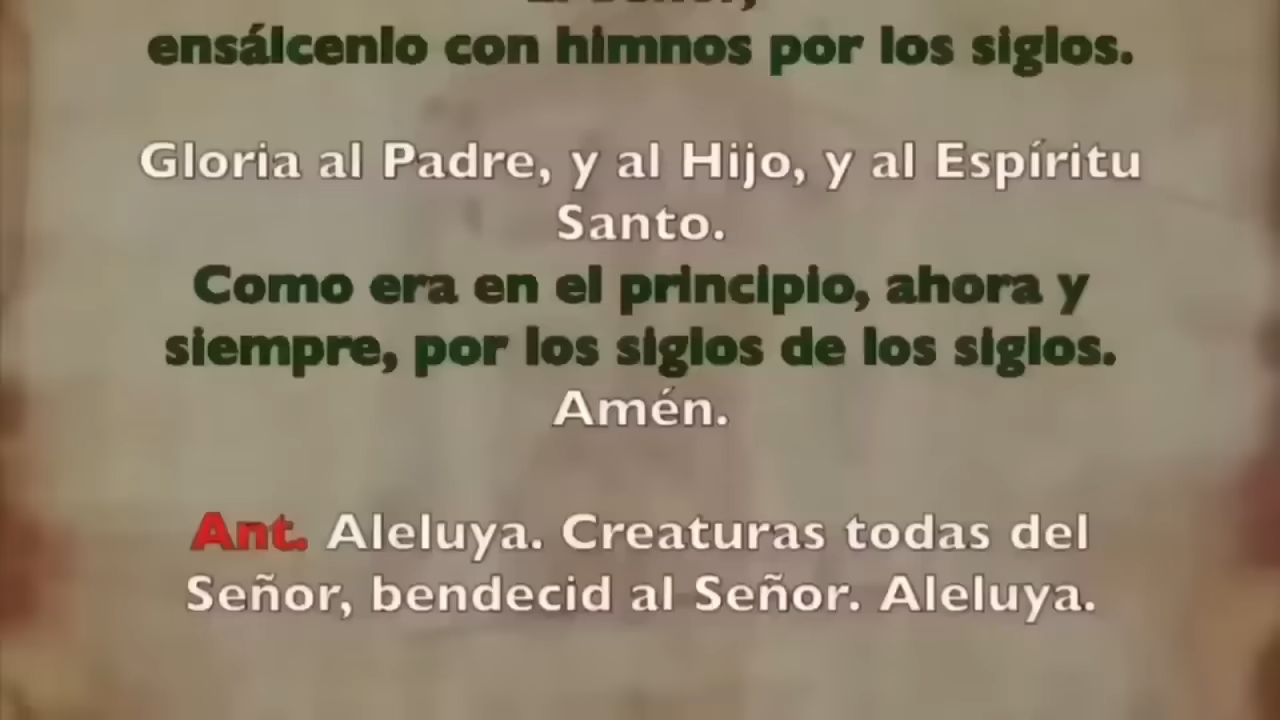 ensálcenlo con himnos por los siglos.
Gloria al Padre, y al Hijo, y al Espíritu
Santo.
Como era en el principio, ahora y
siempre, por los siglos de los siglos.
Amén.
Ant. Aleluya. Creaturas todas del
Señor, bendecid al Señor. Aleluya.